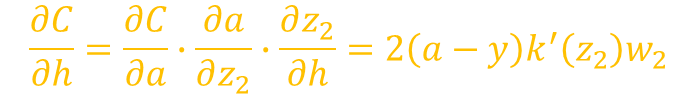 ∂C/∂h = ∂C/∂a · ∂a/∂z₂ · ∂z₂/∂h = 2(a − y)k′(z₂)w₂